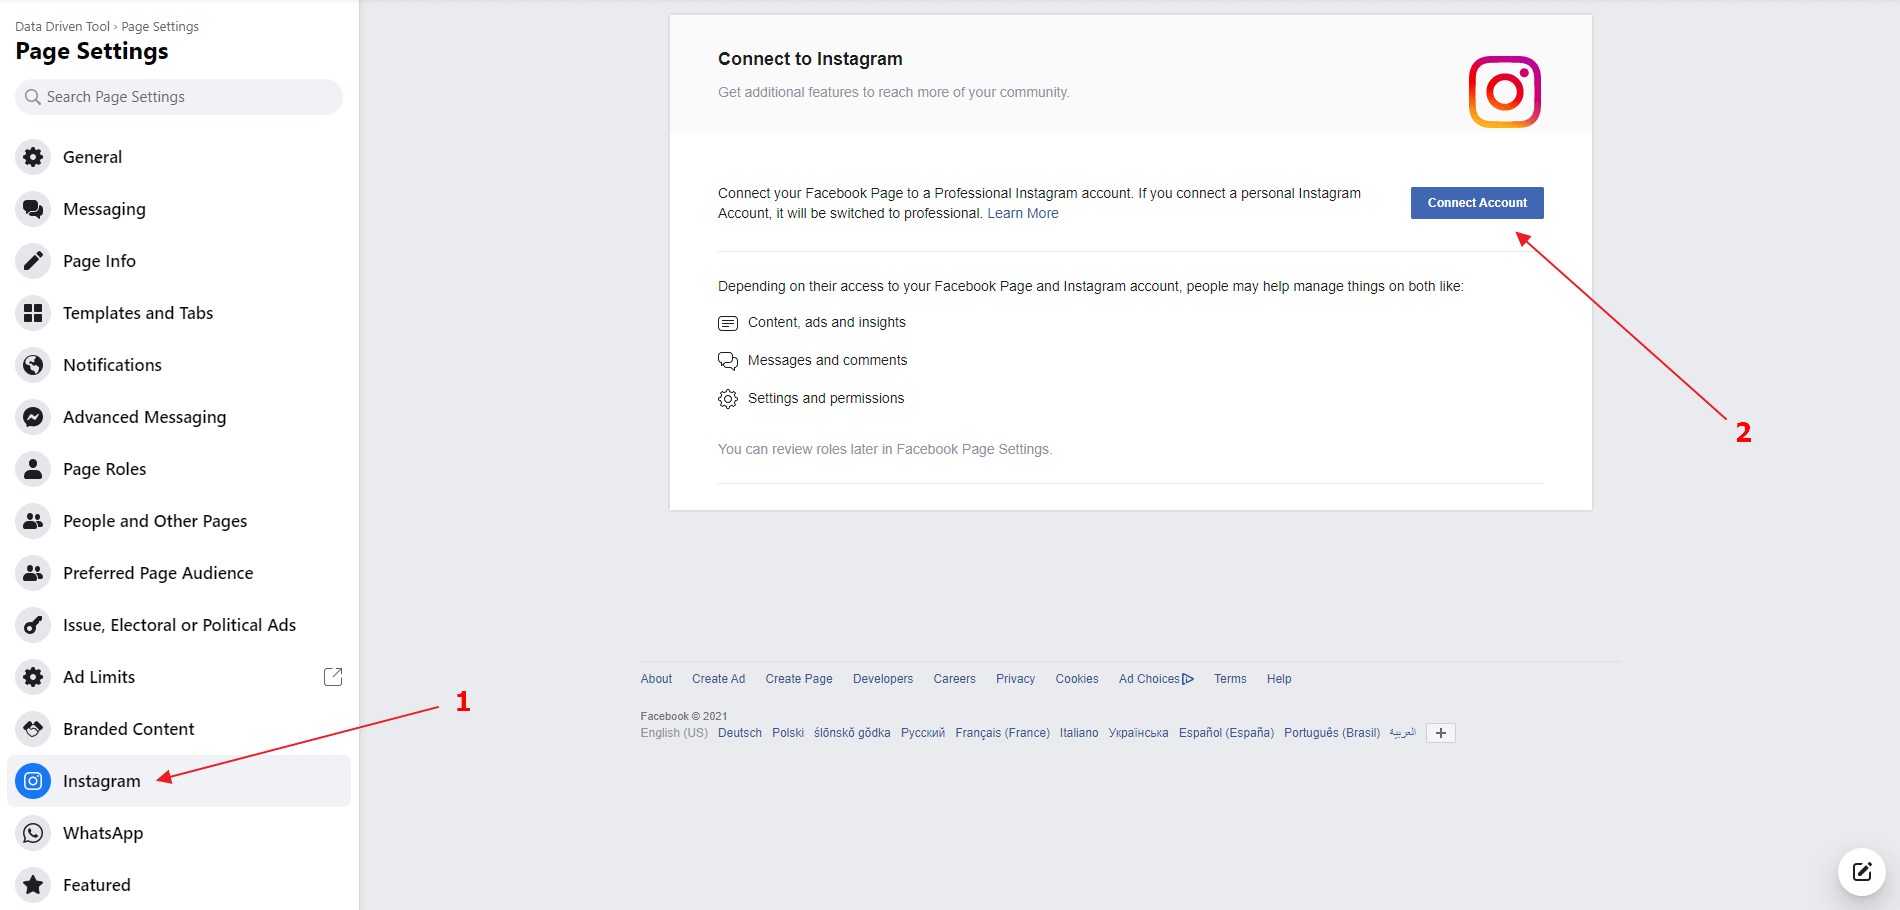 Data Driven Tool › Page Settings
Page Settings
Search Page Settings
General
Messaging
Page Info
Templates and Tabs
Notifications
Advanced Messaging
Page Roles
People and Other Pages
Preferred Page Audience
Issue, Electoral or Political Ads
Ad Limits
Branded Content
Instagram
WhatsApp
Featured
1
Connect to Instagram
Get additional features to reach more of your community.
Connect your Facebook Page to a Professional Instagram account. If you connect a personal Instagram
Account, it will be switched to professional. Learn More
Connect Account
Depending on their access to your Facebook Page and Instagram account, people may help manage things on both like:
Content, ads and insights
Messages and comments
Settings and permissions
You can review roles later in Facebook Page Settings.
2
About Create Ad Create Page Developers Careers Privacy Cookies Ad Choices Terms Help
Facebook © 2021
English (US) Deutsch Polski ślōnskŏ gŏdka Русский Français (France) Italiano Українська Español (España) Português (Brasil) العربية +